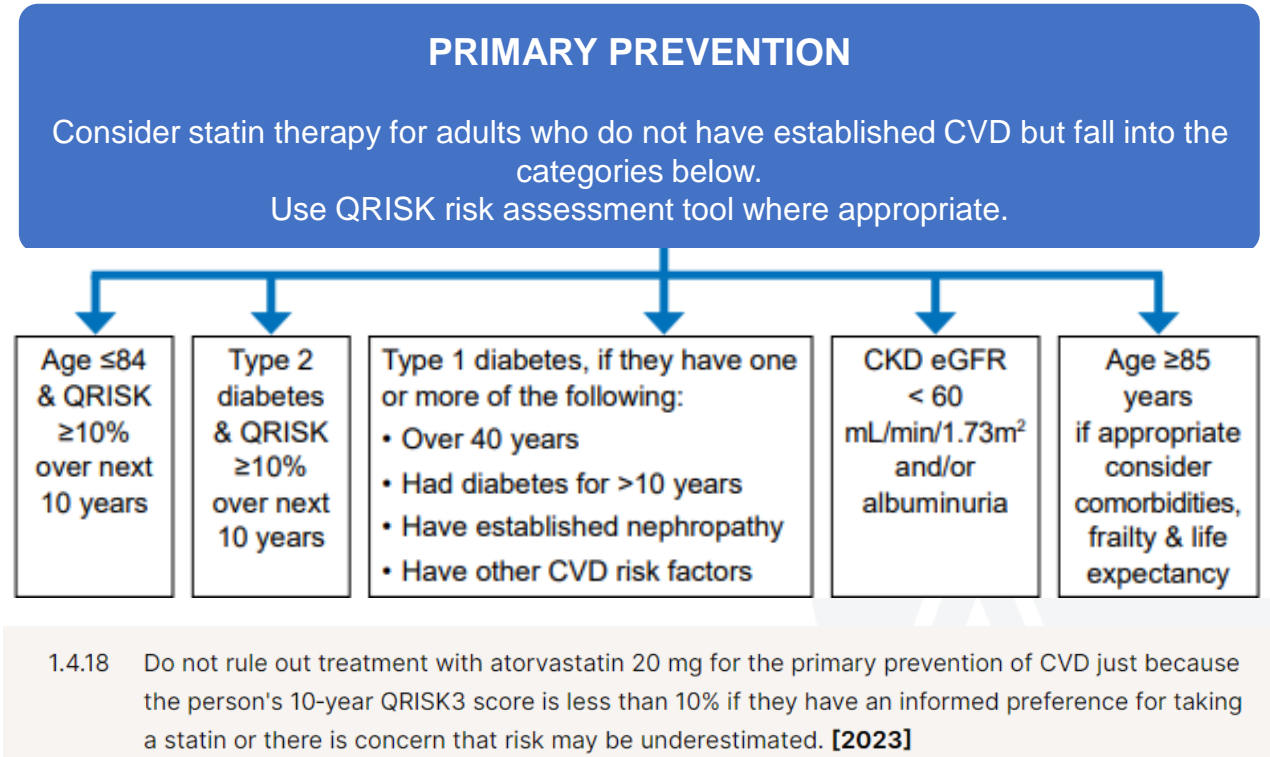 PRIMARY PREVENTION
Consider statin therapy for adults who do not have established CVD but fall into the
categories below.
Use QRISK risk assessment tool where appropriate.
Age ≤84
& QRISK
≥10%
over next
10 years
Type 2
diabetes
& QRISK
≥10%
over next
10 years
Type 1 diabetes, if they have one
or more of the following:
• Over 40 years
• Had diabetes for >10 years
• Have established nephropathy
• Have other CVD risk factors
CKD eGFR
< 60
mL/min/1.73m²
and/or
albuminuria
Age ≥85
years
if appropriate
consider
comorbidities,
frailty & life
expectancy
1.4.18 Do not rule out treatment with atorvastatin 20 mg for the primary prevention of CVD just because
the person's 10-year QRISK3 score is less than 10% if they have an informed preference for taking
a statin or there is concern that risk may be underestimated. [2023]